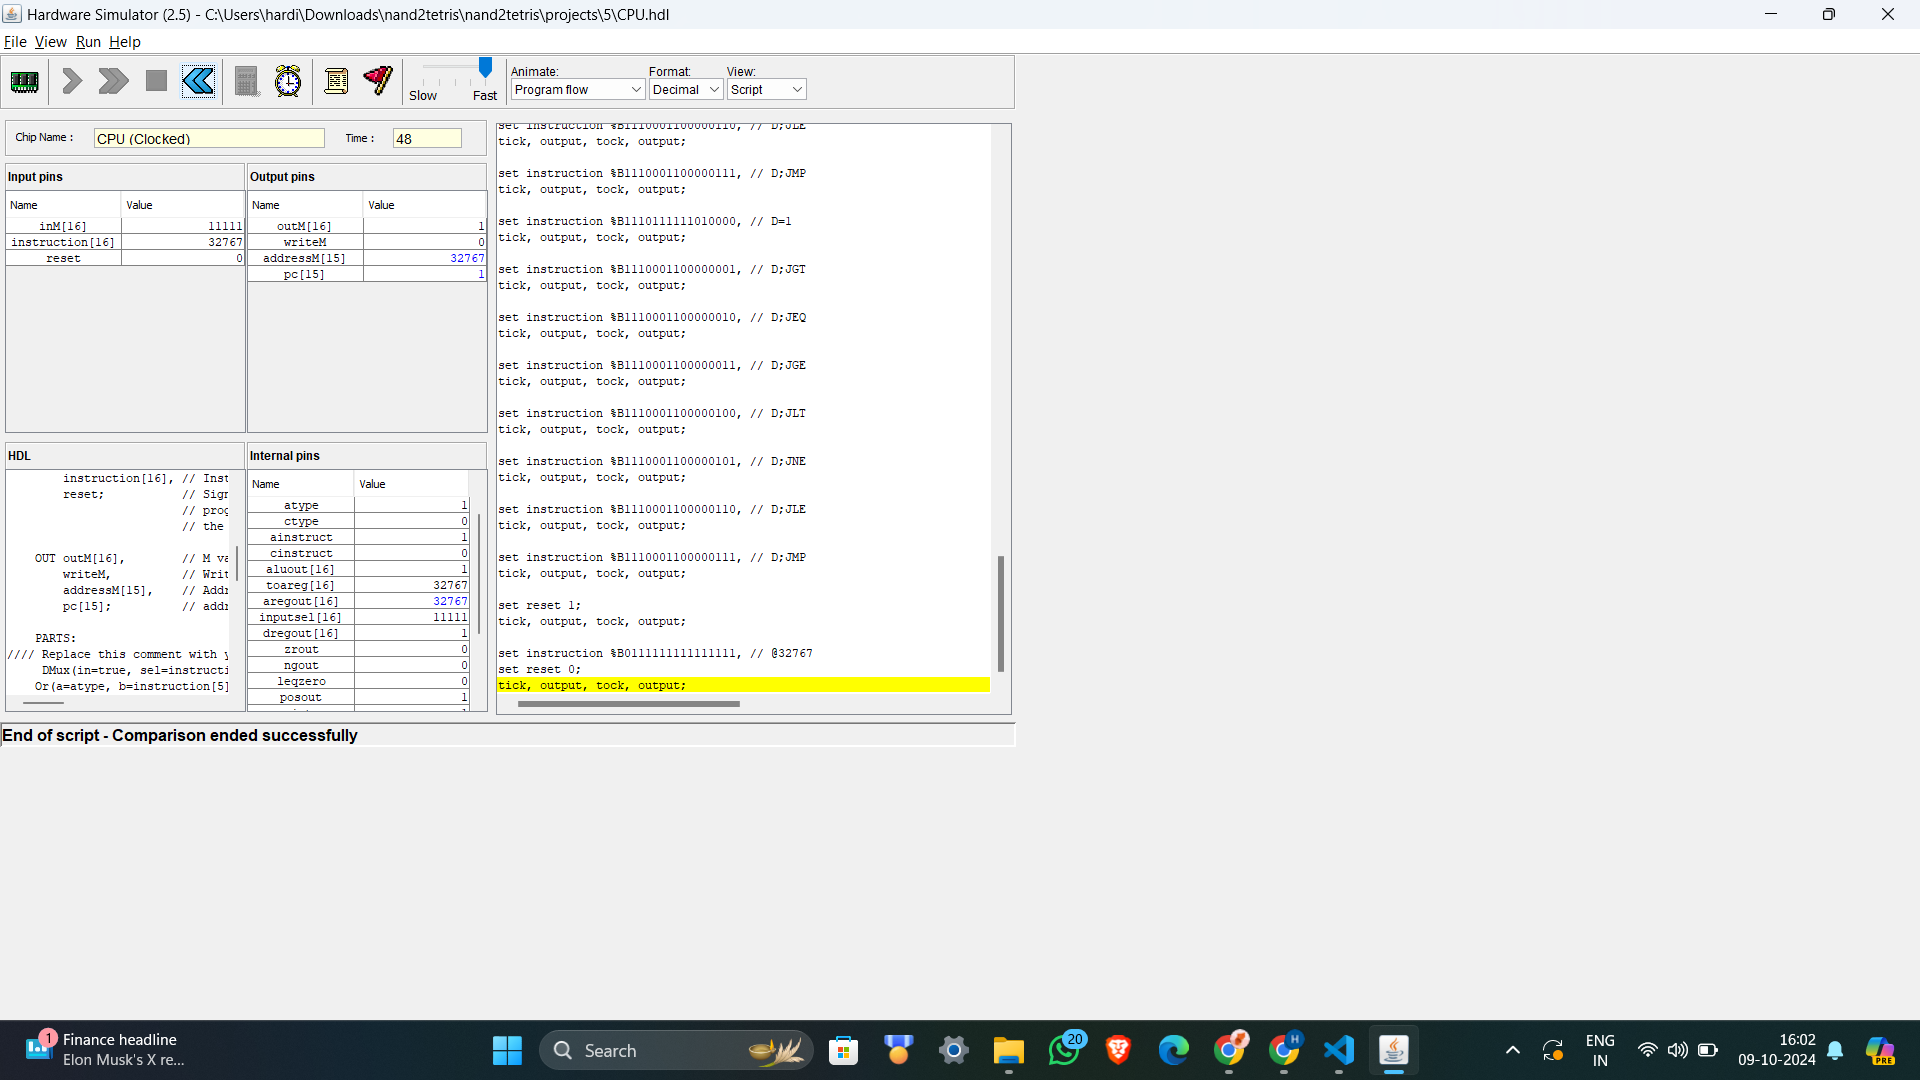 Hardware Simulator (2.5) - C:\Users\hardi\Downloads\nand2tetris\nand2tetris\projects\5\CPU.hdl
File View Run Help
Slow Fast
Animate: Format: View:
Program flow Decimal Script
Chip Name : CPU (Clocked) Time : 48
Input pins
Name Value
inM[16] 11111
instruction[16] 32767
reset 0
Output pins
Name Value
outM[16] 1
writeM 0
addressM[15] 32767
pc[15] 1
HDL
instruction[16], // Inst
reset; // Sign
// prog
// the
OUT outM[16], // M va
writeM, // Writ
addressM[15], // Addr
pc[15]; // addr
PARTS:
//// Replace this comment with y
DMux(in=true, sel=instructi
Or(a=atype, b=instruction[5]
Internal pins
Name Value
atype 1
ctype 0
ainstruct 1
cinstruct 0
aluout[16] 1
toareg[16] 32767
aregout[16] 32767
inputsel[16] 11111
dregout[16] 1
zrout 0
ngout 0
leqzero 0
posout 1
set instruction %B1110001100000110, // D;JLE
tick, output, tock, output;
set instruction %B1110001100000111, // D;JMP
tick, output, tock, output;
set instruction %B1110111111010000, // D=1
tick, output, tock, output;
set instruction %B1110001100000001, // D;JGT
tick, output, tock, output;
set instruction %B1110001100000010, // D;JEQ
tick, output, tock, output;
set instruction %B1110001100000011, // D;JGE
tick, output, tock, output;
set instruction %B1110001100000100, // D;JLT
tick, output, tock, output;
set instruction %B1110001100000101, // D;JNE
tick, output, tock, output;
set instruction %B1110001100000110, // D;JLE
tick, output, tock, output;
set instruction %B1110001100000111, // D;JMP
tick, output, tock, output;
set reset 1;
tick, output, tock, output;
set instruction %B0111111111111111, // @32767
set reset 0;
tick, output, tock, output;
End of script - Comparison ended successfully
1
Finance headline
Elon Musk's X re...
Search
20
H
ENG
IN
16:02
09-10-2024
PRE